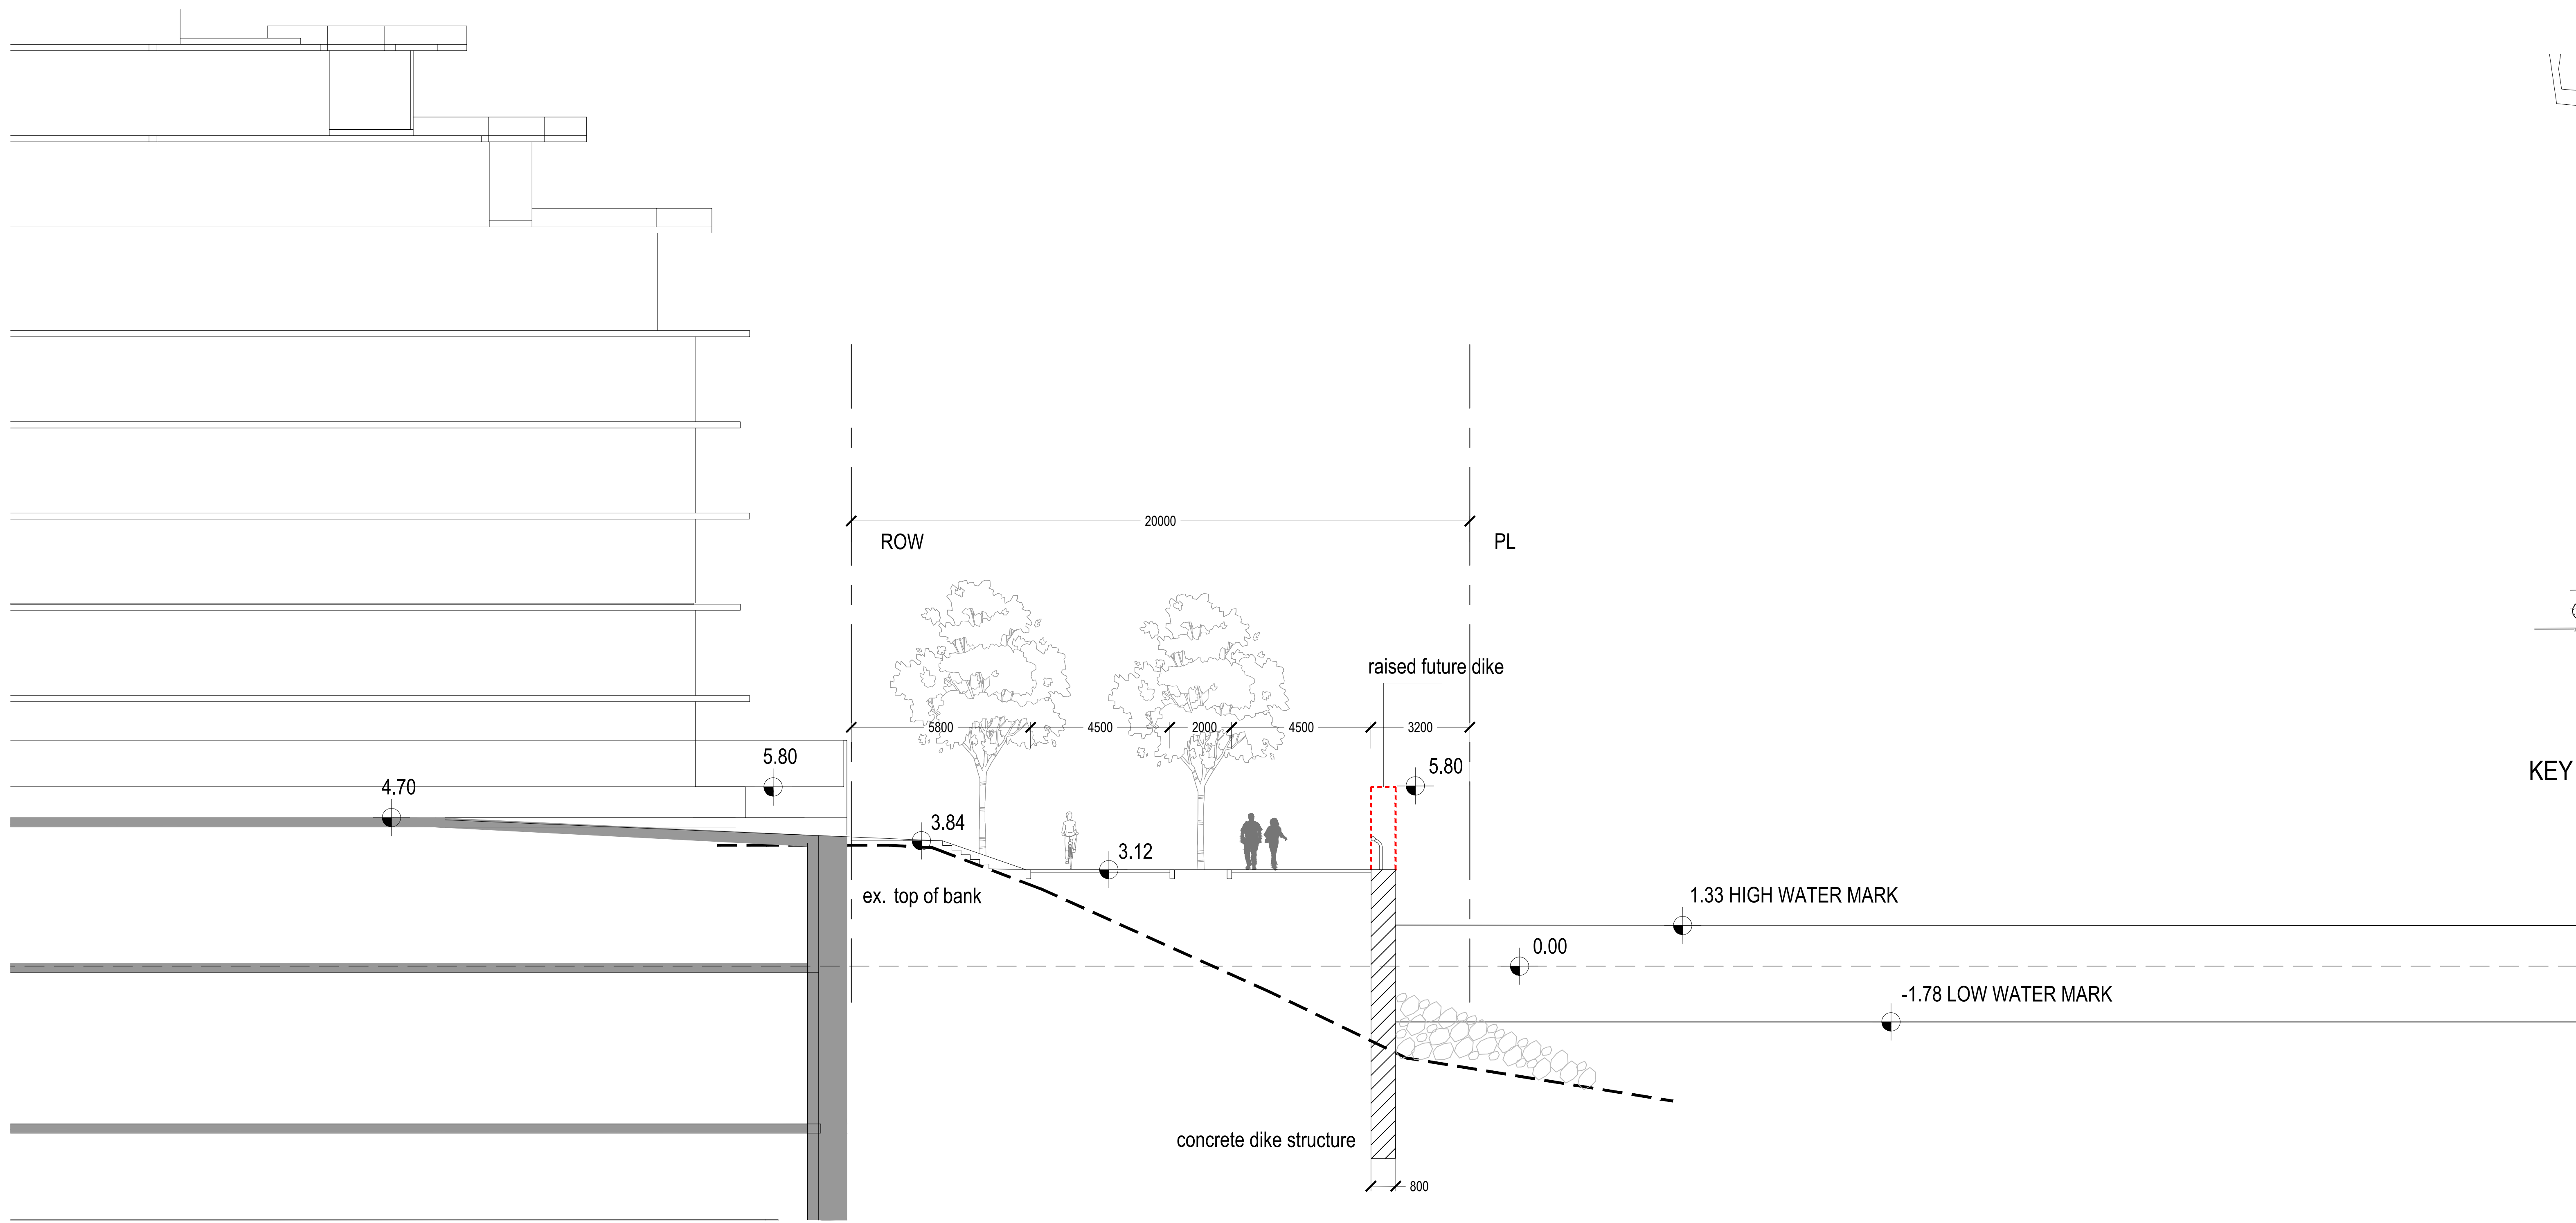 20000
ROW
PL
raised future dike
5800
4500
2000
4500
3200
5.80
5.80
4.70
KEY
3.84
3.12
ex. top of bank
1.33 HIGH WATER MARK
0.00
-1.78 LOW WATER MARK
concrete dike structure
800